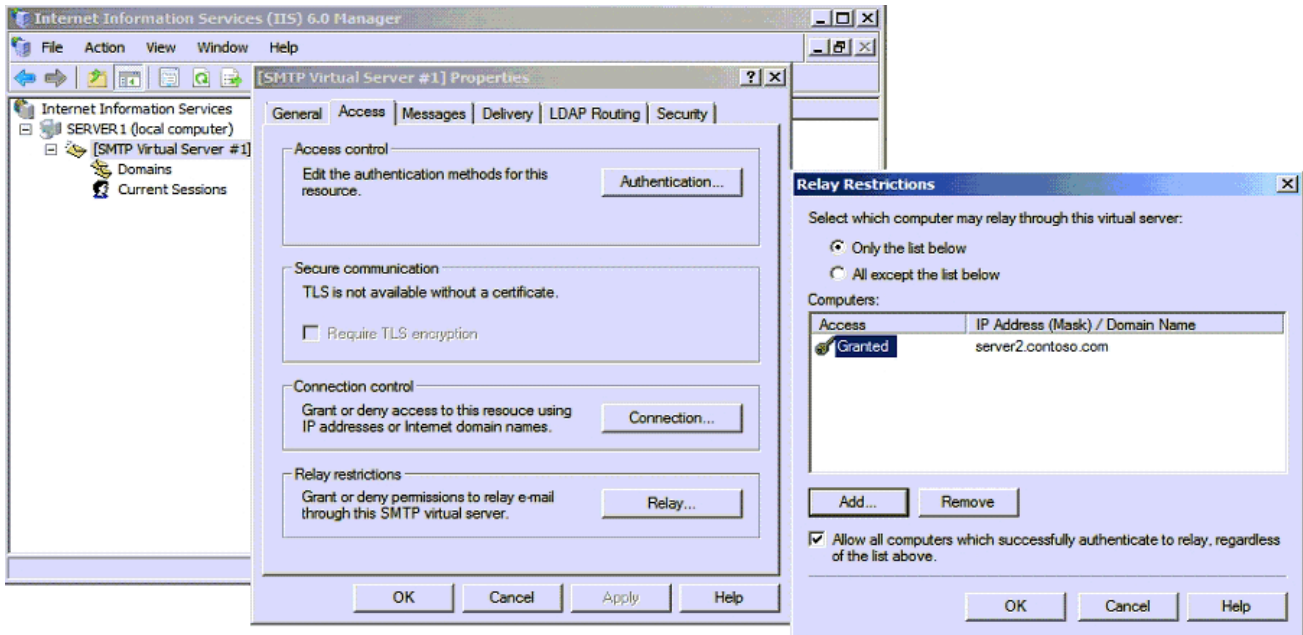 Internet Information Services (IIS) 6.0 Manager
File Action View Window Help
Internet Information Services
SERVER1 (local computer)
[SMTP Virtual Server #1]
Domains
Current Sessions
[SMTP Virtual Server #1] Properties
General Access Messages Delivery LDAP Routing Security
Access control
Edit the authentication methods for this
resource.
Authentication...
Secure communication
TLS is not available without a certificate.
Require TLS encryption
Connection control
Grant or deny access to this resouce using
IP addresses or Internet domain names.
Connection...
Relay restrictions
Grant or deny permissions to relay e-mail
through this SMTP virtual server.
Relay...
OK Cancel Apply Help
Relay Restrictions
Select which computer may relay through this virtual server:
Only the list below
All except the list below
Computers:
Access IP Address (Mask) / Domain Name
Granted server2.contoso.com
Add... Remove
Allow all computers which successfully authenticate to relay, regardless
of the list above.
OK Cancel Help